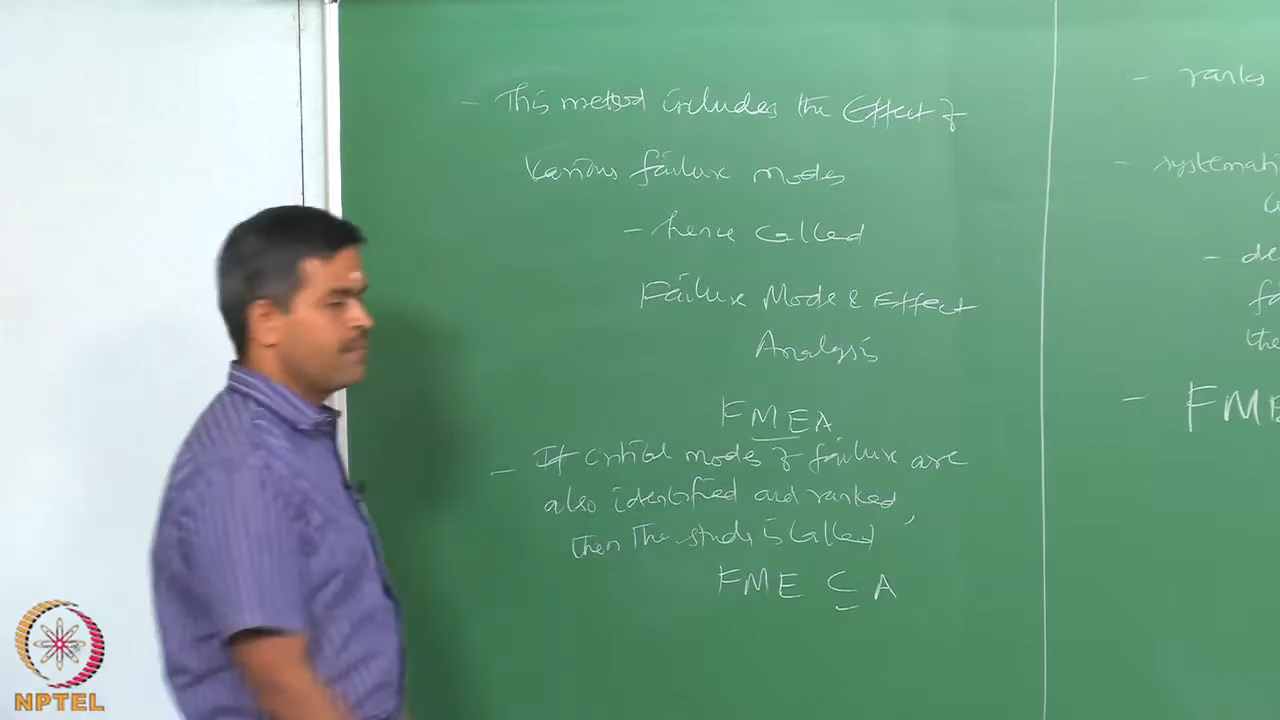 - This method includes the Effect of
various failure modes
- hence called
Failure Mode & Effect
Analysis
FMEA
- If critical modes of failure are
also identified and ranked,
then the study is called
FME C A
- ranks
- systemati
- de
fa
the
- FME
NPTEL